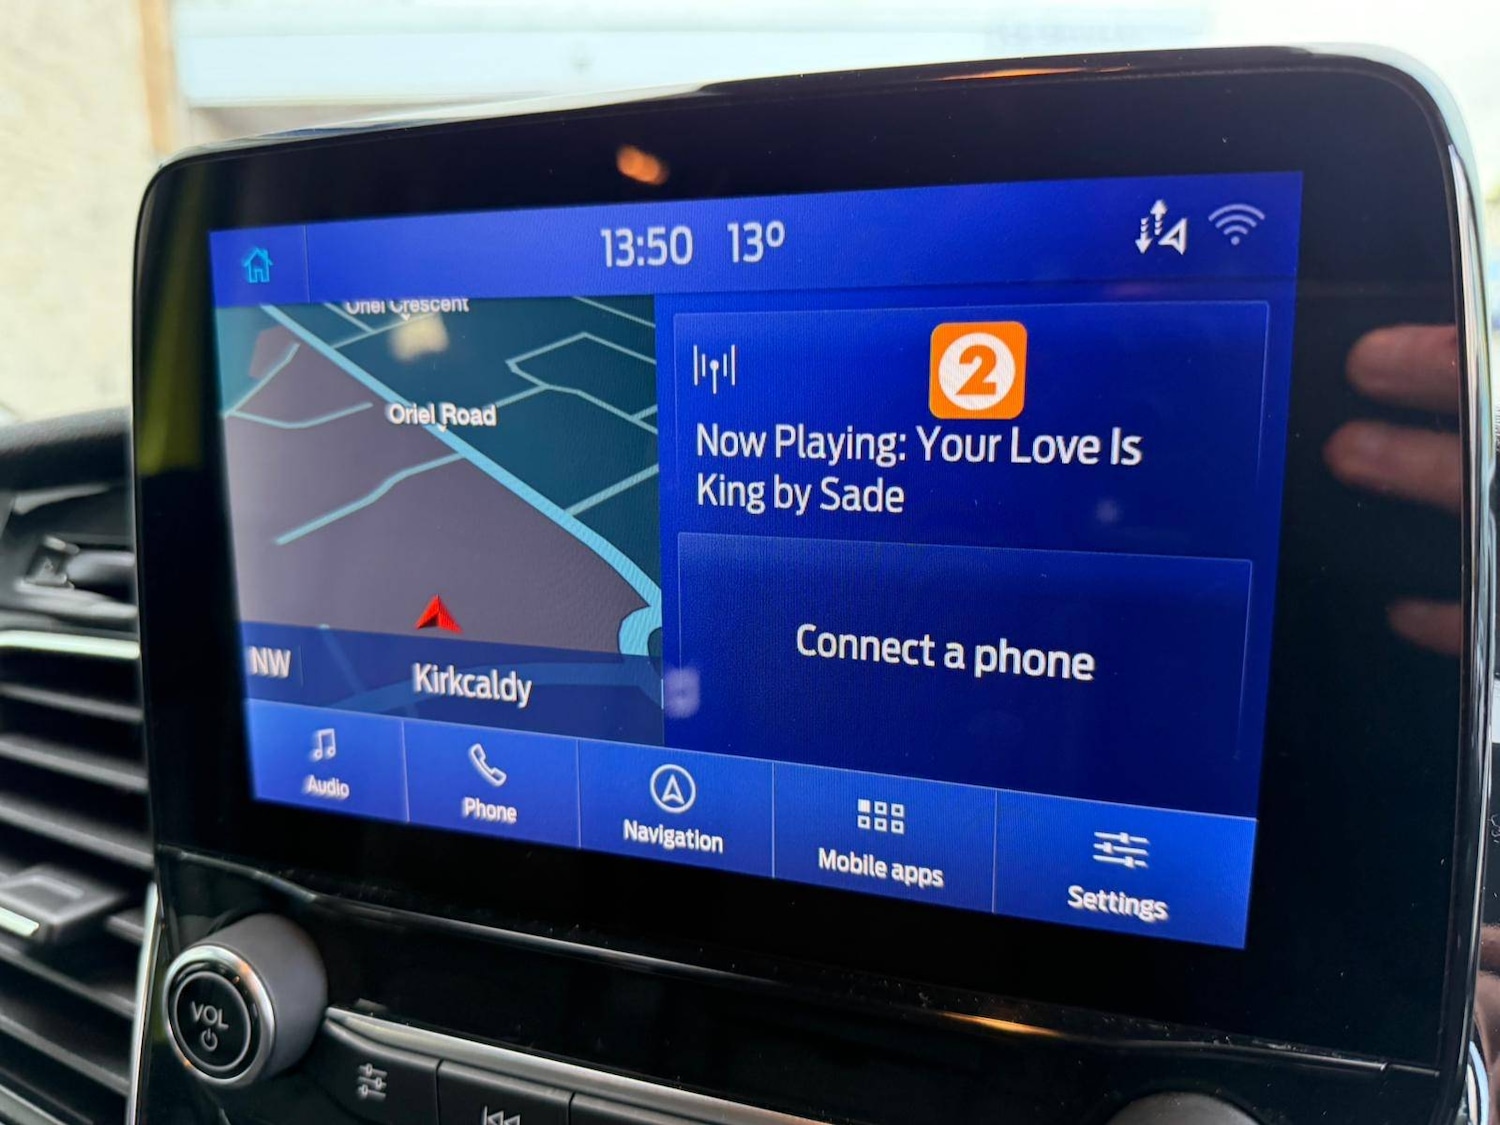 13:50 13º
Oriel Crescent
Oriel Road
2
Now Playing: Your Love Is
King by Sade
NW
Kirkcaldy
Connect a phone
Audio
Phone
Navigation
Mobile apps
Settings
VOL